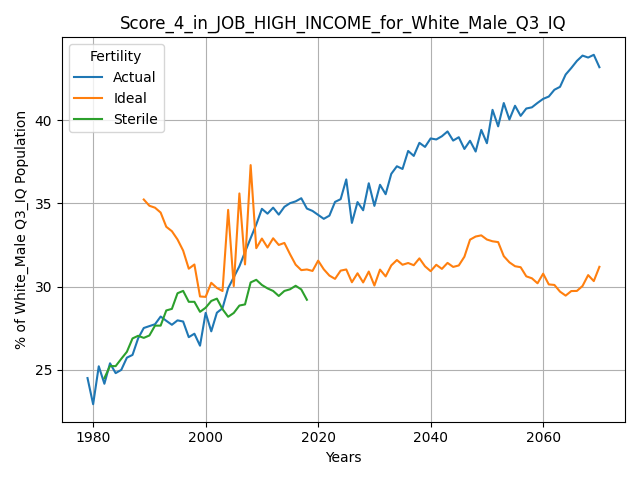 Score_4_in_JOB_HIGH_INCOME_for_White_Male_Q3_IQ
% of White_Male Q3_IQ Population
40
35
30
25
Fertility
Actual
Ideal
Sterile
1980
2000
2020
2040
2060
Years